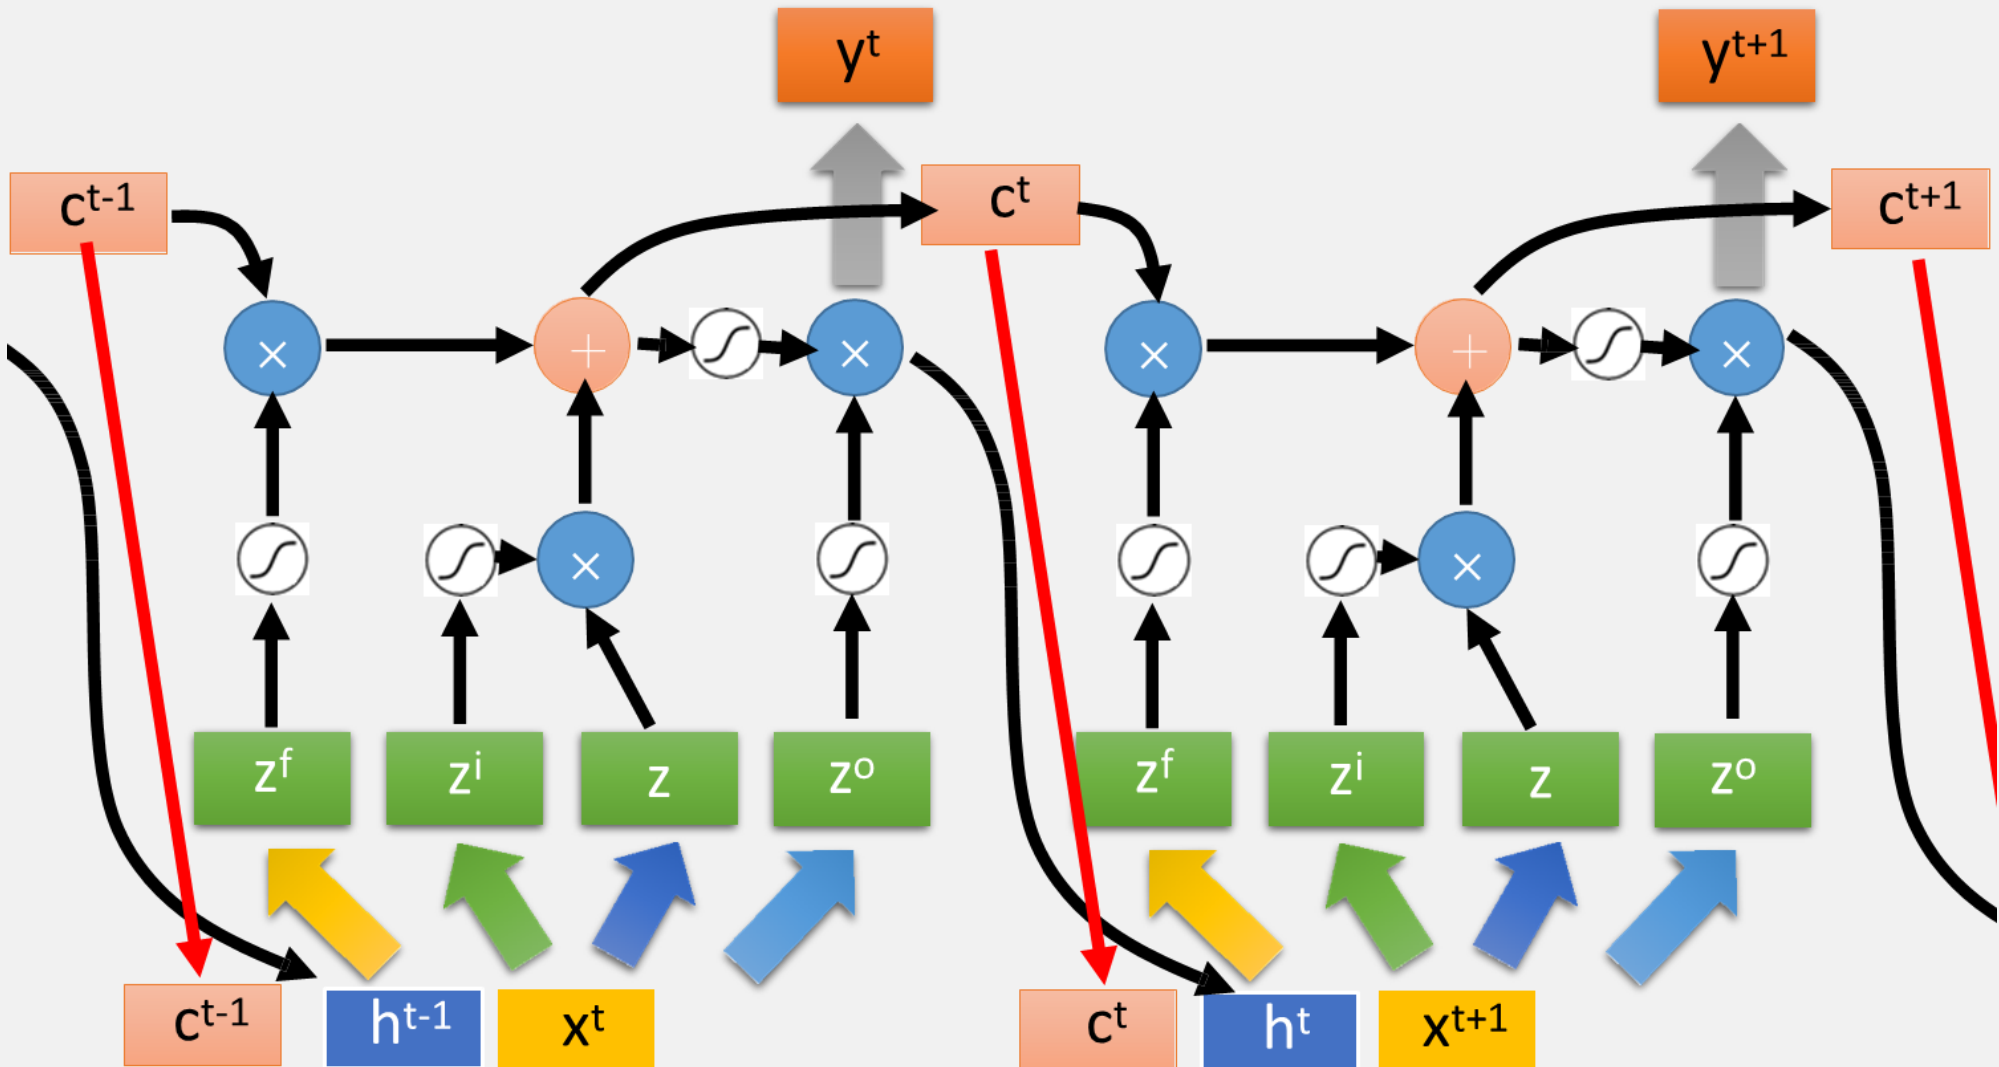 yᵗ yᵗ⁺¹
cᵗ⁻¹ cᵗ cᵗ⁺¹
× + × × + ×
× ×
zᶠ zⁱ z zᵒ zᶠ zⁱ z zᵒ
cᵗ⁻¹ hᵗ⁻¹ xᵗ cᵗ hᵗ xᵗ⁺¹